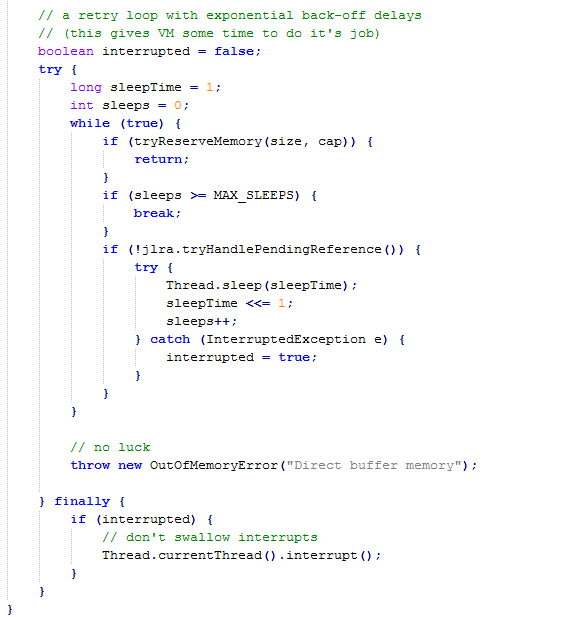 // a retry loop with exponential back-off delays
// (this gives VM some time to do it's job)
boolean interrupted = false;
try {
long sleepTime = 1;
int sleeps = 0;
while (true) {
if (tryReserveMemory(size, cap)) {
return;
}
if (sleeps >= MAX_SLEEPS) {
break;
}
if (!jlra.tryHandlePendingReference()) {
try {
Thread.sleep(sleepTime);
sleepTime <<= 1;
sleeps++;
} catch (InterruptedException e) {
interrupted = true;
}
}
}
// no luck
throw new OutOfMemoryError("Direct buffer memory");
} finally {
if (interrupted) {
// don't swallow interrupts
Thread.currentThread().interrupt();
}
}
}